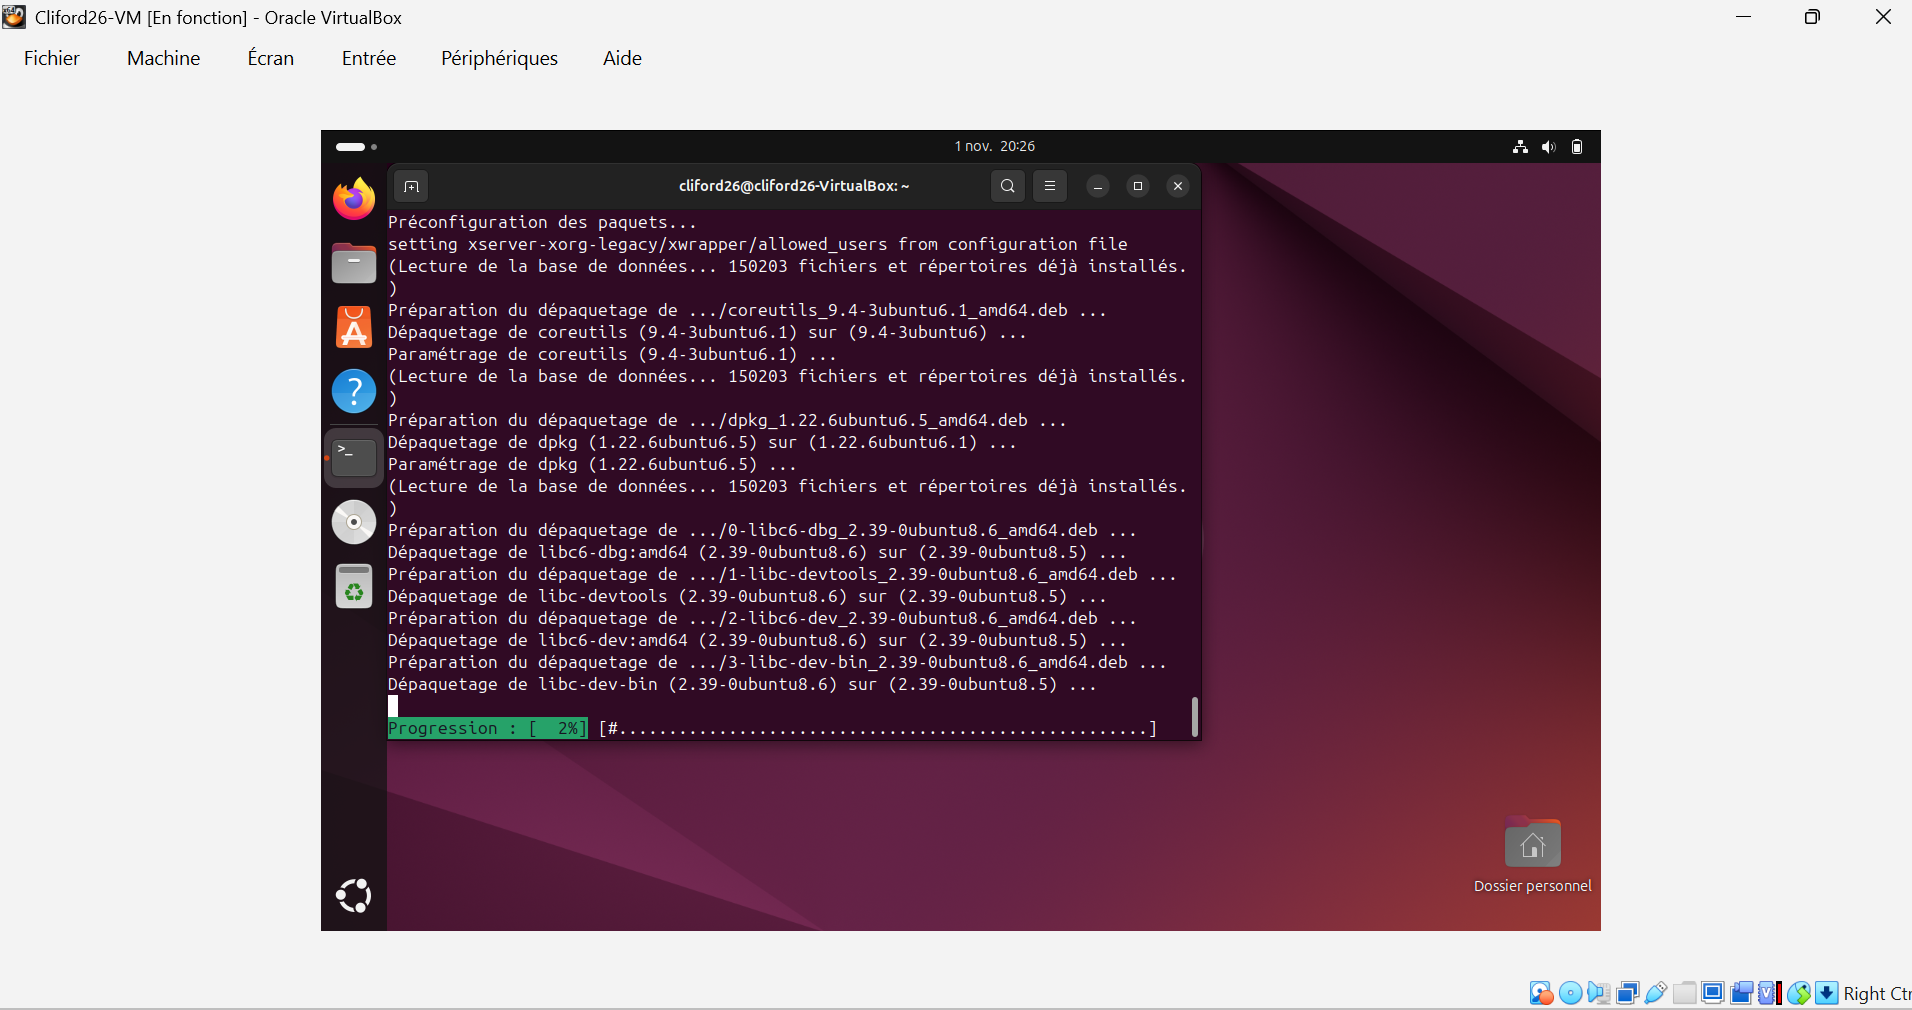 Cliford26-VM [En fonction] - Oracle VirtualBox
Fichier Machine Écran Entrée Périphériques Aide
1 nov. 20:26
cliford26@cliford26-VirtualBox: ~
Préconfiguration des paquets...
setting xserver-xorg-legacy/xwrapper/allowed_users from configuration file
(Lecture de la base de données... 150203 fichiers et répertoires déjà installés.
)
Préparation du dépaquetage de .../coreutils_9.4-3ubuntu6.1_amd64.deb ...
Dépaquetage de coreutils (9.4-3ubuntu6.1) sur (9.4-3ubuntu6) ...
Paramétrage de coreutils (9.4-3ubuntu6.1) ...
(Lecture de la base de données... 150203 fichiers et répertoires déjà installés.
)
Préparation du dépaquetage de .../dpkg_1.22.6ubuntu6.5_amd64.deb ...
Dépaquetage de dpkg (1.22.6ubuntu6.5) sur (1.22.6ubuntu6.1) ...
Paramétrage de dpkg (1.22.6ubuntu6.5) ...
(Lecture de la base de données... 150203 fichiers et répertoires déjà installés.
)
Préparation du dépaquetage de .../0-libc6-dbg_2.39-0ubuntu8.6_amd64.deb ...
Dépaquetage de libc6-dbg:amd64 (2.39-0ubuntu8.6) sur (2.39-0ubuntu8.5) ...
Préparation du dépaquetage de .../1-libc-devtools_2.39-0ubuntu8.6_amd64.deb ...
Dépaquetage de libc-devtools (2.39-0ubuntu8.6) sur (2.39-0ubuntu8.5) ...
Préparation du dépaquetage de .../2-libc6-dev_2.39-0ubuntu8.6_amd64.deb ...
Dépaquetage de libc6-dev:amd64 (2.39-0ubuntu8.6) sur (2.39-0ubuntu8.5) ...
Préparation du dépaquetage de .../3-libc-dev-bin_2.39-0ubuntu8.6_amd64.deb ...
Dépaquetage de libc-dev-bin (2.39-0ubuntu8.6) sur (2.39-0ubuntu8.5) ...
Progression : [  2%] [#.....................................................]
Dossier personnel
Right Ctr